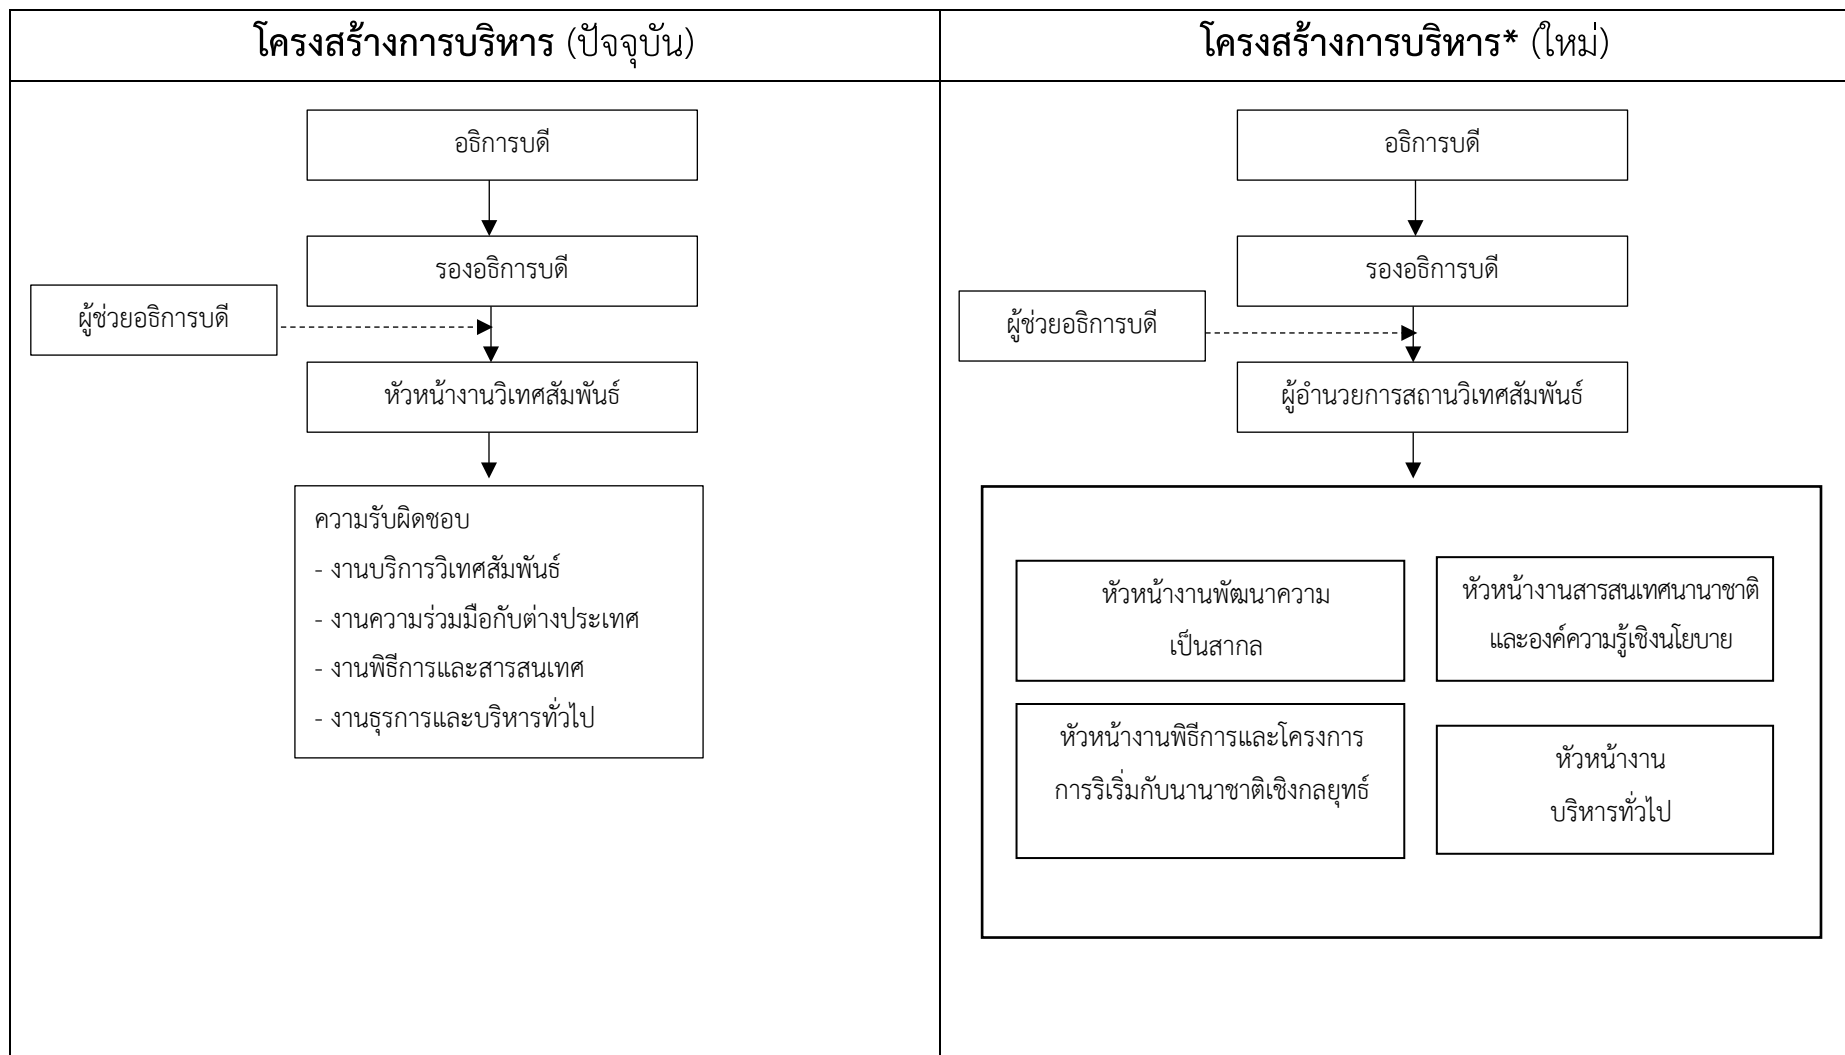 โครงสร้างการบริหาร (ปัจจุบัน)
อธิการบดี
รองอธิการบดี
ผู้ช่วยอธิการบดี
หัวหน้างานวิเทศสัมพันธ์
ความรับผิดชอบ
- งานบริการวิเทศสัมพันธ์
- งานความร่วมมือกับต่างประเทศ
- งานพิธีการและสารสนเทศ
- งานธุรการและบริหารทั่วไป
โครงสร้างการบริหาร* (ใหม่)
อธิการบดี
รองอธิการบดี
ผู้ช่วยอธิการบดี
ผู้อำนวยการสถานวิเทศสัมพันธ์
หัวหน้างานพัฒนาความ
เป็นสากล
หัวหน้างานสารสนเทศนานาชาติ
และองค์ความรู้เชิงนโยบาย
หัวหน้างานพิธีการและโครงการ
การริเริ่มกับนานาชาติเชิงกลยุทธ์
หัวหน้างาน
บริหารทั่วไป